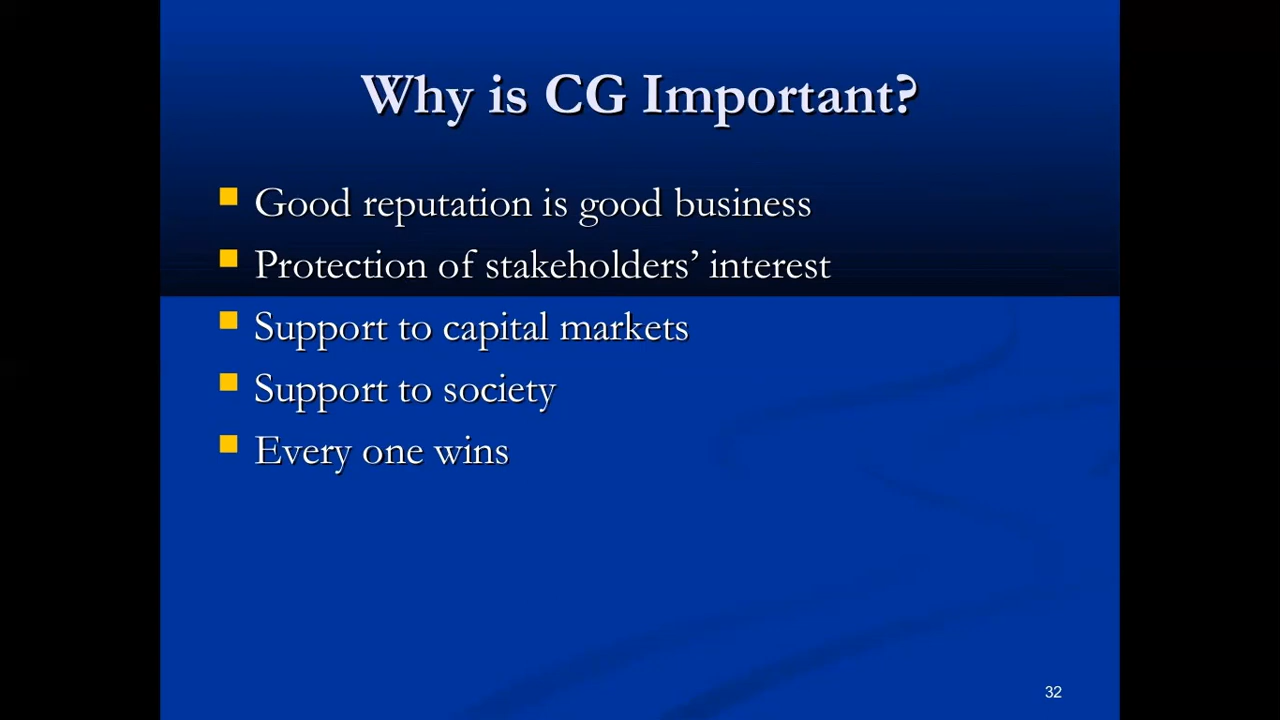 Why is CG Important?
Good reputation is good business
Protection of stakeholders’ interest
Support to capital markets
Support to society
Every one wins
32